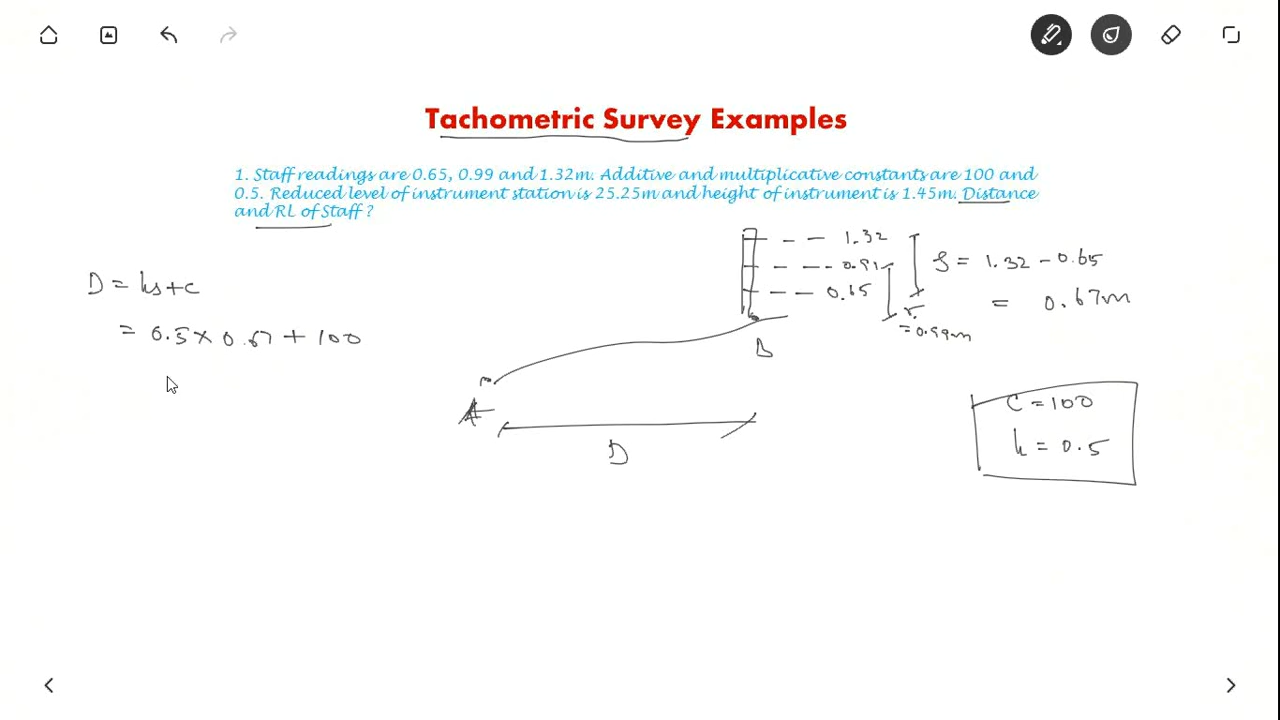 Tachometric Survey Examples
1. Staff readings are 0.65, 0.99 and 1.32m. Additive and multiplicative constants are 100 and
0.5. Reduced level of instrument station is 25.25m and height of instrument is 1.45m. Distance
and RL of Staff ?
1.32
0.91
0.65
S = 1.32 - 0.65
= 0.67m
r
= 0.99m
D = ks+c
= 0.5 × 0.67 + 100
B
A
D
C = 100
k = 0.5